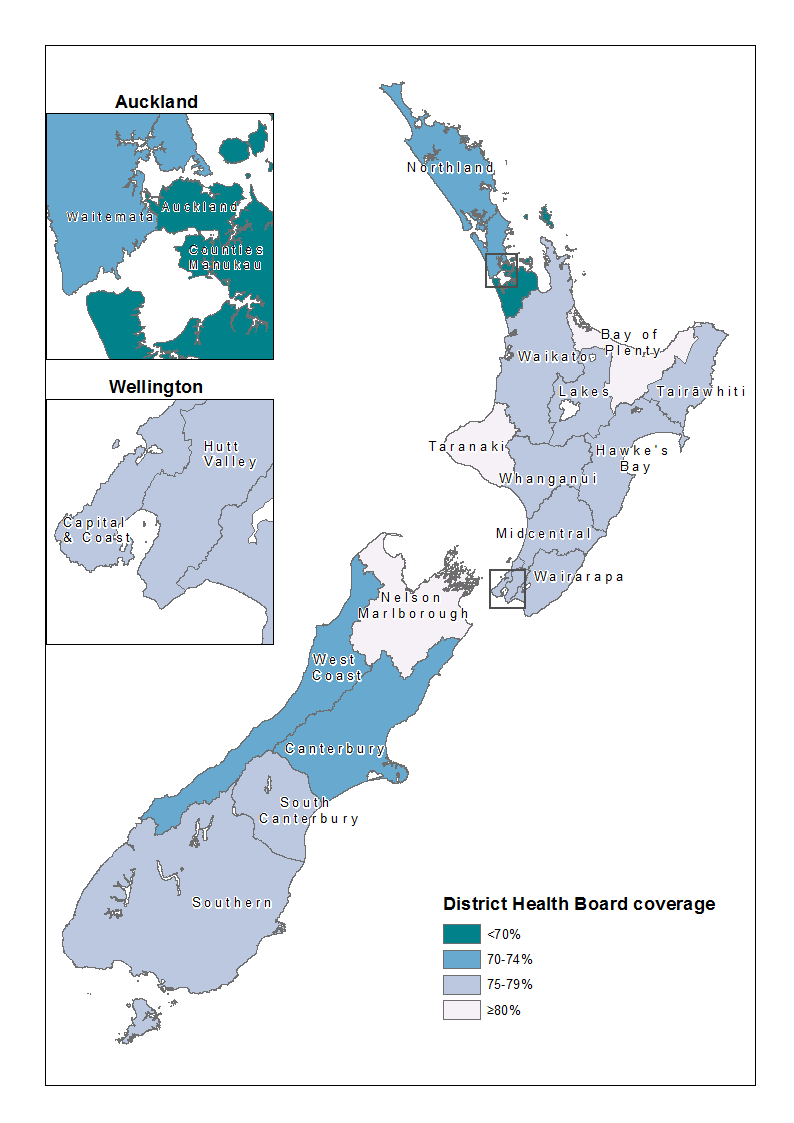 Auckland
Waitemata
Auckland
Counties
Manukau
Wellington
Hutt
Valley
Capital
& Coast
Northland
Bay of
Plenty
Waikato
Lakes
Tairāwhiti
Taranaki
Hawke's
Bay
Whanganui
Midcentral
Wairarapa
Nelson
Marlborough
West
Coast
Canterbury
South
Canterbury
Southern
District Health Board coverage
<70%
70-74%
75-79%
≥80%